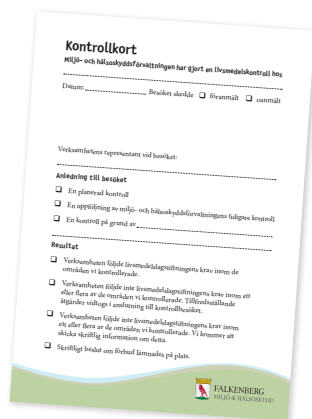 Kontrollkort
Miljö- och hälsoskyddsförvaltningen har gjort en livsmedelskontroll hos
Datum: Besöket skedde ❏ föranmält ❏ oanmält
Verksamhetens representant vid besöket:
Anledning till besöket
❏ En planerad kontroll
❏ En uppföljning av miljö- och hälsoskyddsförvaltningens tidigare kontroll
❏ En kontroll på grund av
Resultat
❏ Verksamheten följde livsmedelslagstiftningens krav inom de
områden vi kontrollerade.
❏ Verksamheten följde inte livsmedelslagstiftningens krav inom ett
eller flera av de områden vi kontrollerade. Tillfredsställande
åtgärder vidtogs i anslutning till kontrollbesöket.
❏ Verksamheten följde inte livsmedelslagstiftningens krav inom
ett eller flera av de områden vi kontrollerade. Vi kommer att
skicka skriftlig information om detta.
❏ Skriftligt beslut om förbud lämnades på plats.
FALKENBERG
MILJÖ & HÄLSOSKYDD